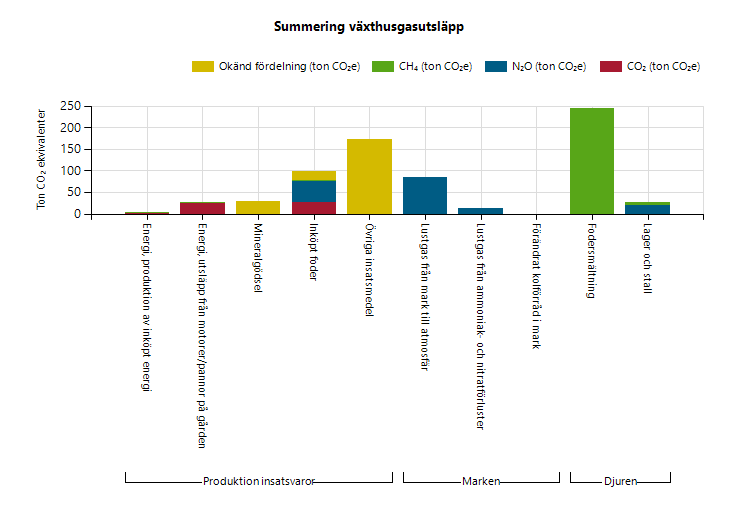 Summering växthusgasutsläpp
Okänd fördelning (ton CO₂e) CH₄ (ton CO₂e) N₂O (ton CO₂e) CO₂ (ton CO₂e)
Ton CO₂ ekvivalenter
250
200
150
100
50
0
Energi, produktion av inköpt energi
Energi, utsläpp från motorer/pannor på gården
Mineralgödsel
Inköpt foder
Övriga insatsmedel
Lustgas från mark till atmosfär
Lustgas från ammoniak- och nitratförluster
Förändrat kolförråd i mark
Fodersmältning
Lager och stall
Produktion insatsvaror Marken Djuren